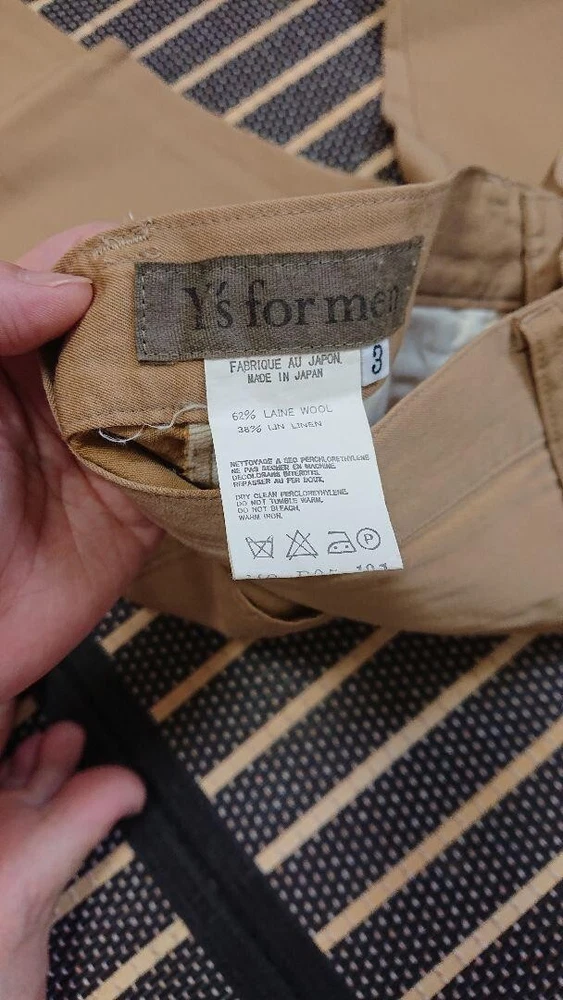 Y's for men
3
FABRIQUE AU JAPON.
MADE IN JAPAN
62% LAINE WOOL
38% LIN LINEN
NETTOYAGE A SEC PERCHLORETHYLENE.
NE PAS SECHER EN MACHINE.
DECOLORANS INTERDITS.
REPASSER AU FER DOUX.
DRY CLEAN PERCLORETHYLENE.
DO NOT TUMBLE WARM.
DO NOT BLEACH.
WARM IRON.
P